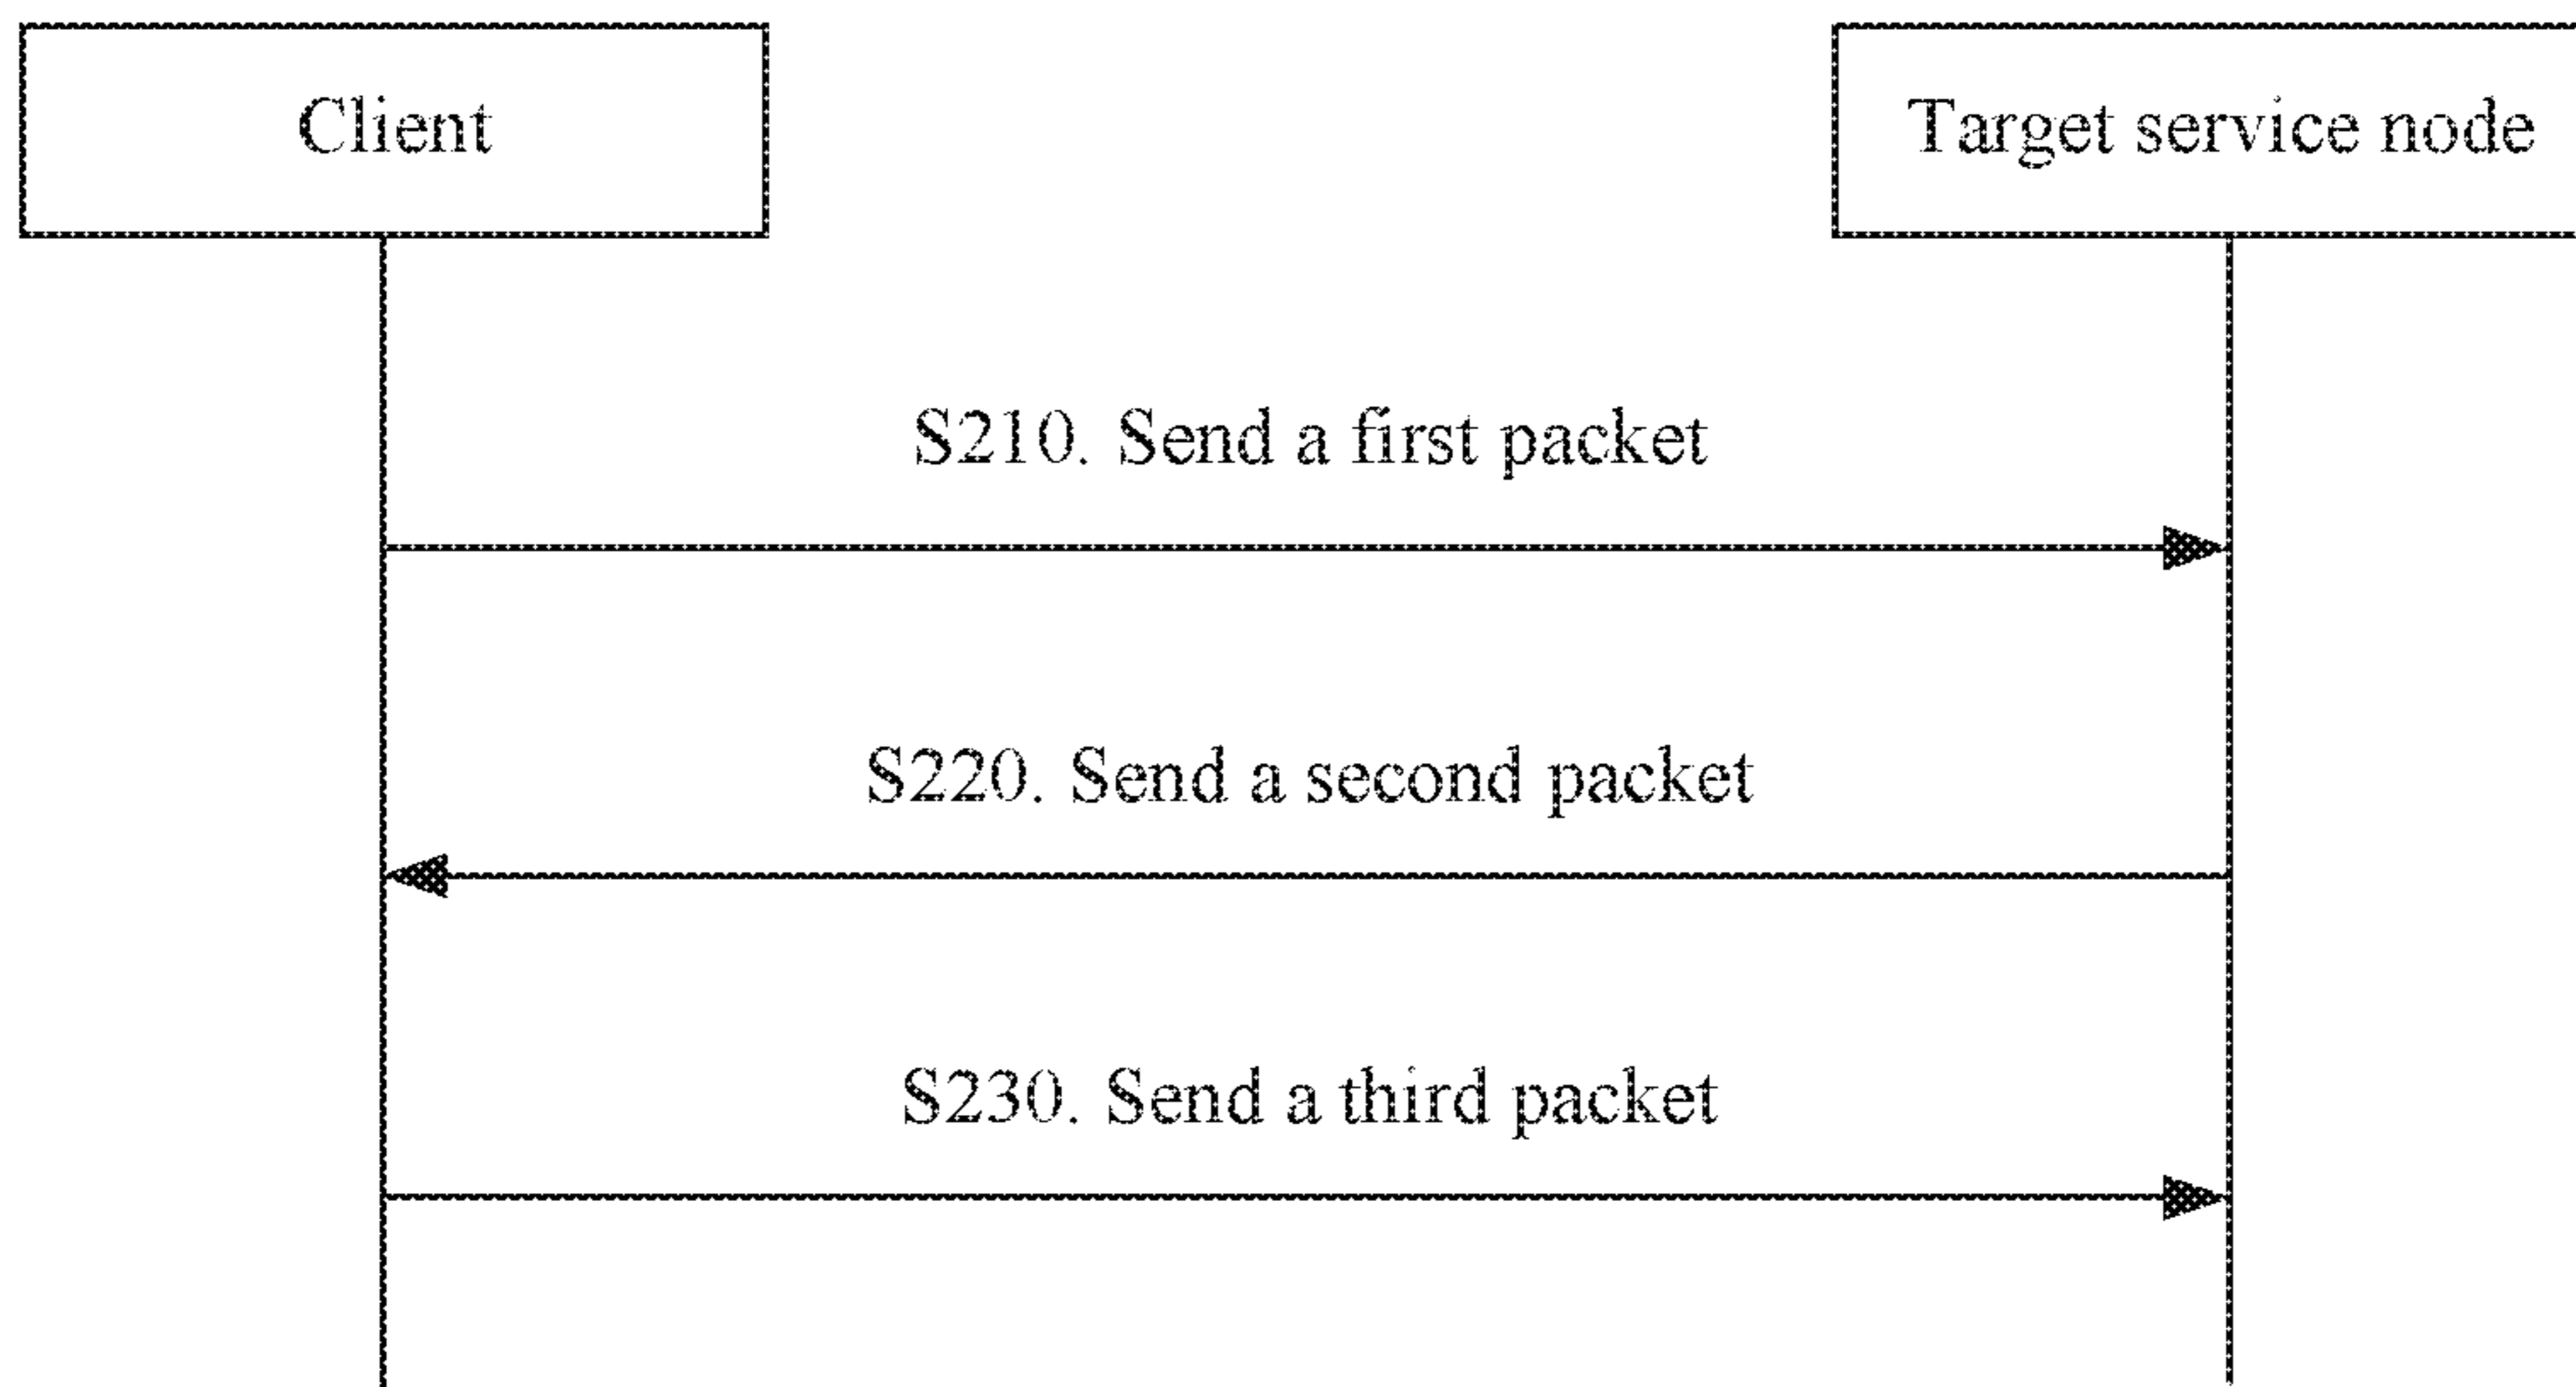 Client
Target service node
S210. Send a first packet
S220. Send a second packet
S230. Send a third packet